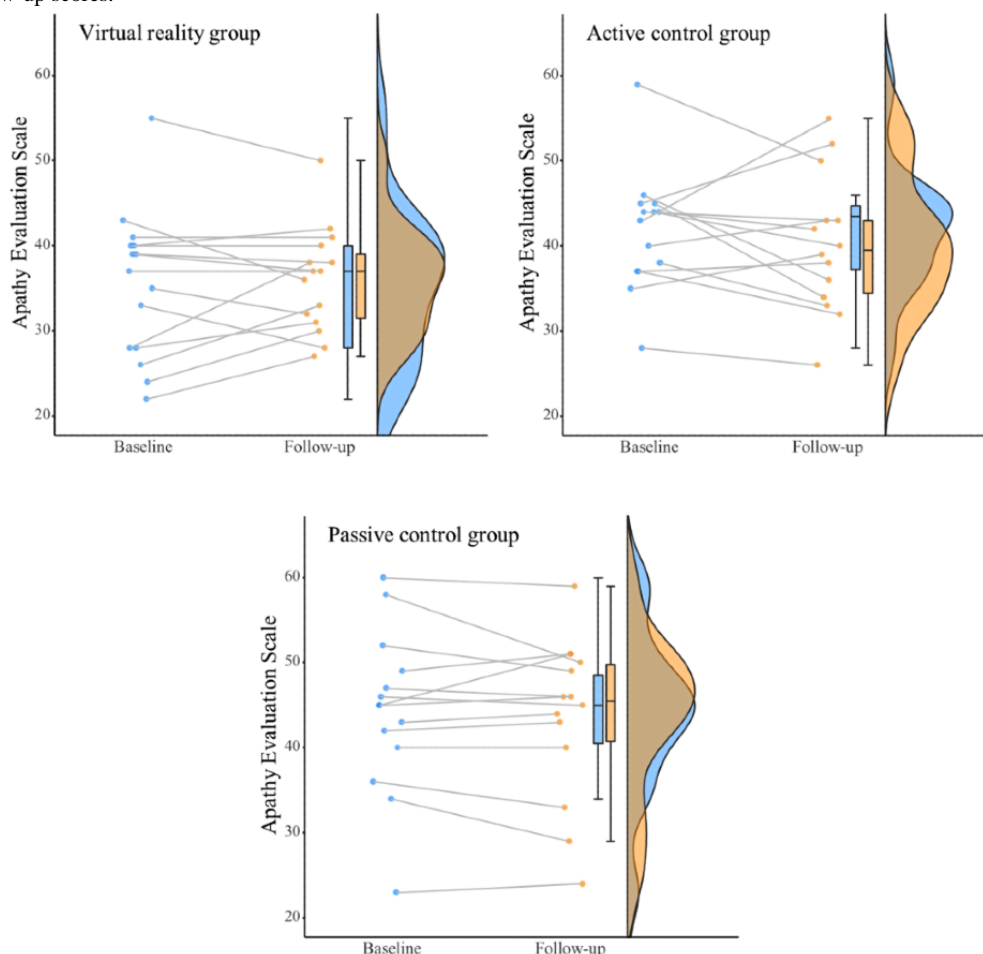 Virtual reality group
Apathy Evaluation Scale
60
50
40
30
20
Baseline Follow-up
Active control group
Apathy Evaluation Scale
60
50
40
30
20
Baseline Follow-up
Passive control group
Apathy Evaluation Scale
60
50
40
30
20
Baseline Follow-up